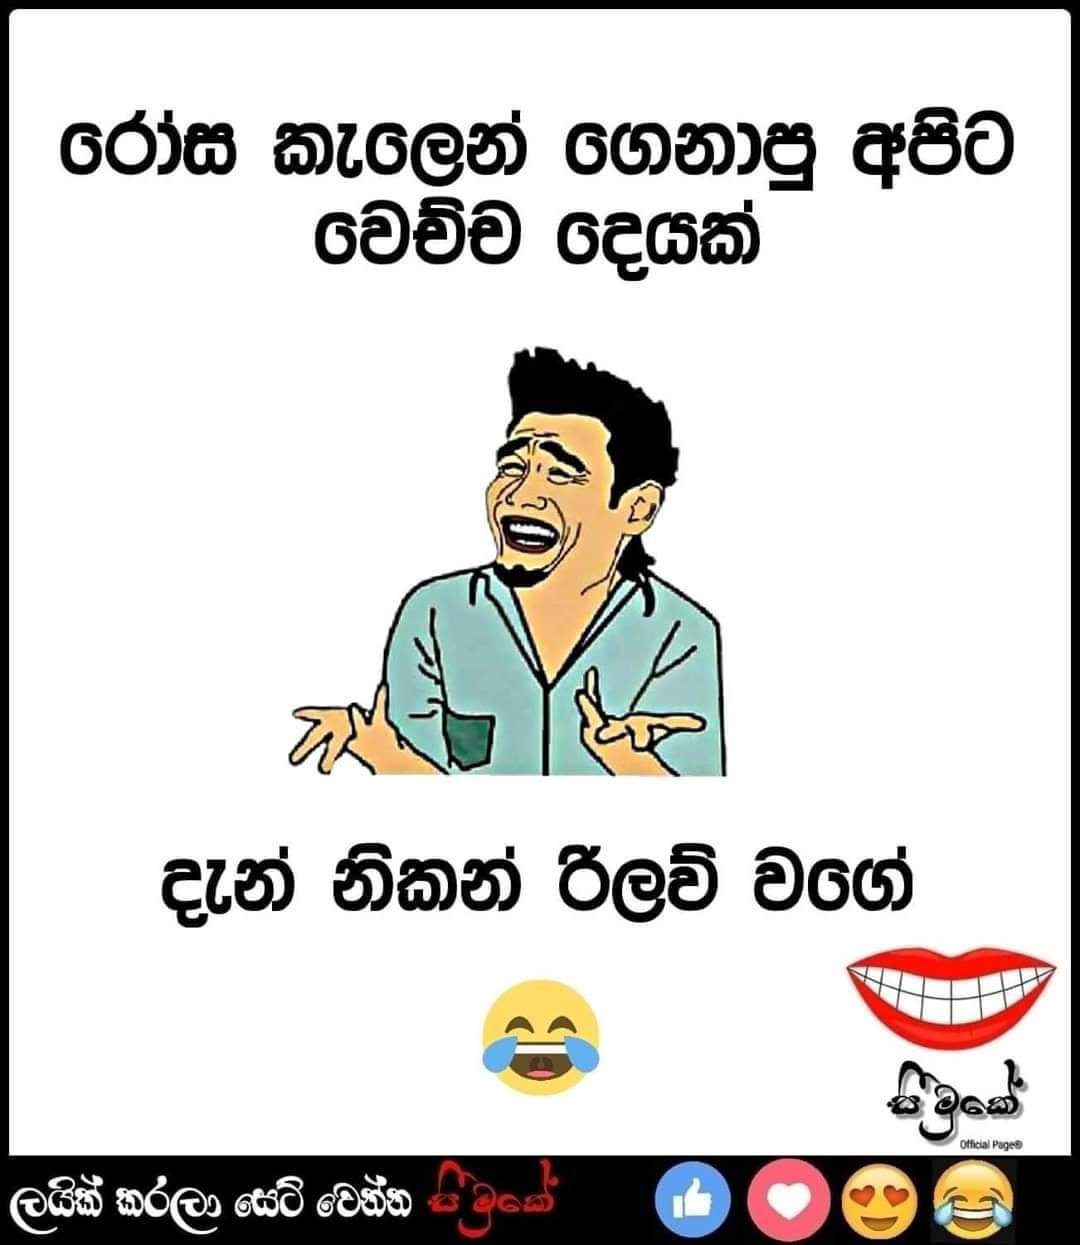 රෝස කැලෙන් ගෙනාපු අපිට
වෙච්ච දෙයක්
දැන් නිකන් රිලව් වගේ
සිීමුකේ
Official Page®
ලයික් කරලා සෙට් වෙන්න සිීමුකේ